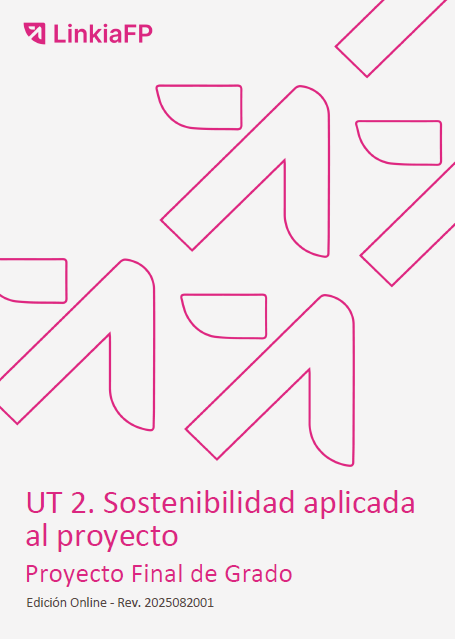 LinkiaFP
UT 2. Sostenibilidad aplicada
al proyecto
Proyecto Final de Grado
Edición Online - Rev. 2025082001